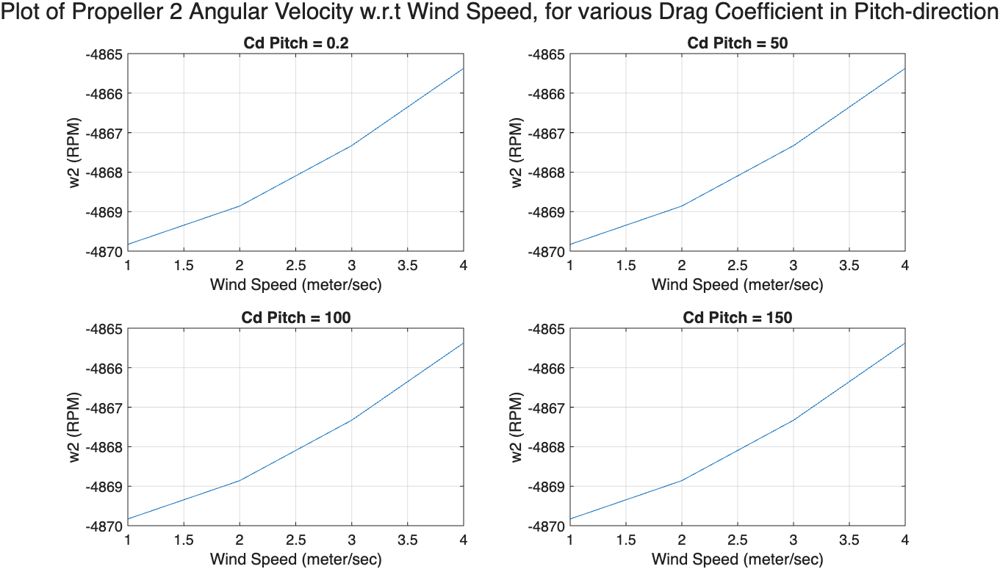 Plot of Propeller 2 Angular Velocity w.r.t Wind Speed, for various Drag Coefficient in Pitch-direction
Cd Pitch = 0.2
-4865
-4866
-4867
-4868
-4869
-4870
w2 (RPM)
1 1.5 2 2.5 3 3.5 4
Wind Speed (meter/sec)
Cd Pitch = 50
-4865
-4866
-4867
-4868
-4869
-4870
w2 (RPM)
1 1.5 2 2.5 3 3.5 4
Wind Speed (meter/sec)
Cd Pitch = 100
-4865
-4866
-4867
-4868
-4869
-4870
w2 (RPM)
1 1.5 2 2.5 3 3.5 4
Wind Speed (meter/sec)
Cd Pitch = 150
-4865
-4866
-4867
-4868
-4869
-4870
w2 (RPM)
1 1.5 2 2.5 3 3.5 4
Wind Speed (meter/sec)